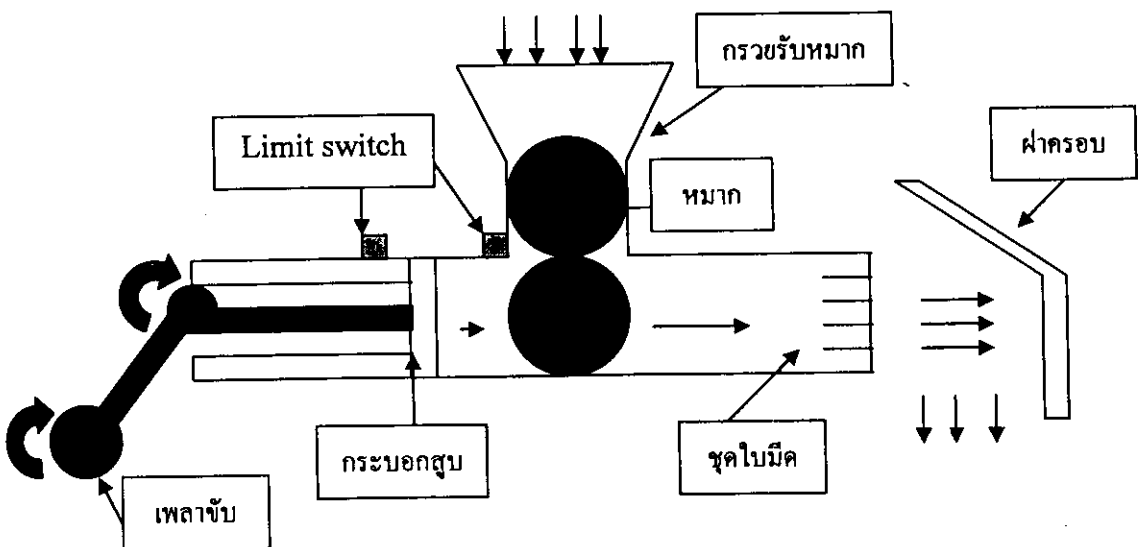 กรวยรับหมาก
Limit switch
ฝาครอบ
หมาก
กระบอกสูบ
ชุดใบมีด
เพลาขับ